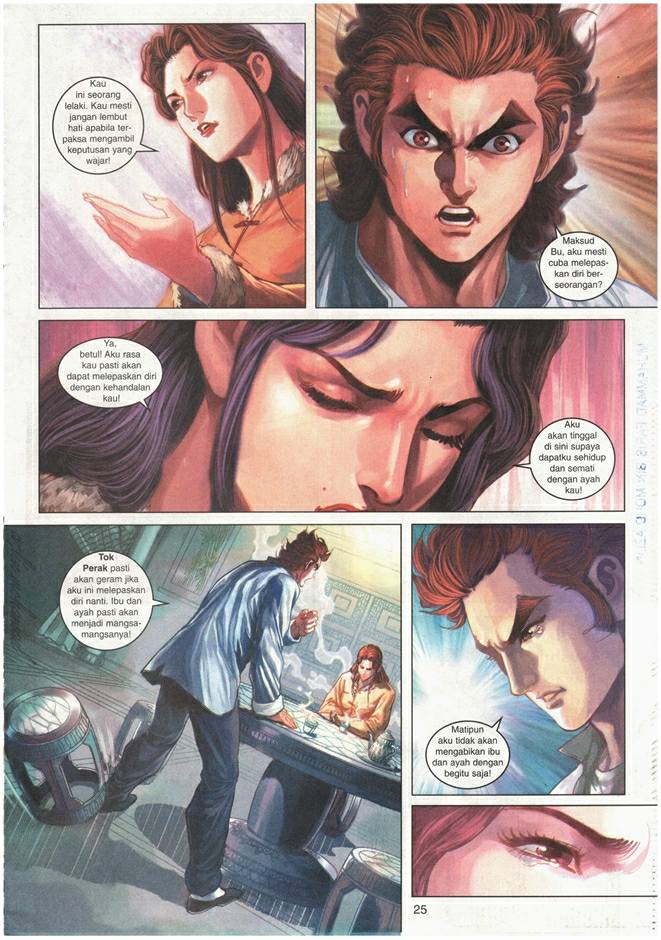 Kau
ini seorang
lelaki. Kau mesti
jangan lembut
hati apabila ter-
paksa mengambil
keputusan yang
wajar!
Maksud
Bu, aku mesti
cuba melepas-
kan diri ber-
seorangan?
Ya,
betul! Aku rasa
kau pasti akan
dapat melepaskan diri
dengan kehandalan
kau!
Aku
akan tinggal
di sini supaya
dapatku sehidup
dan semati
dengan ayah
kau!
Tok
Perak pasti
akan geram jika
aku ini melepaskan
diri nanti. Ibu dan
ayah pasti akan
menjadi mangsa-
mangsanya!
Matipun
aku tidak akan
mengabikan ibu
dan ayah dengan
begitu saja!
25